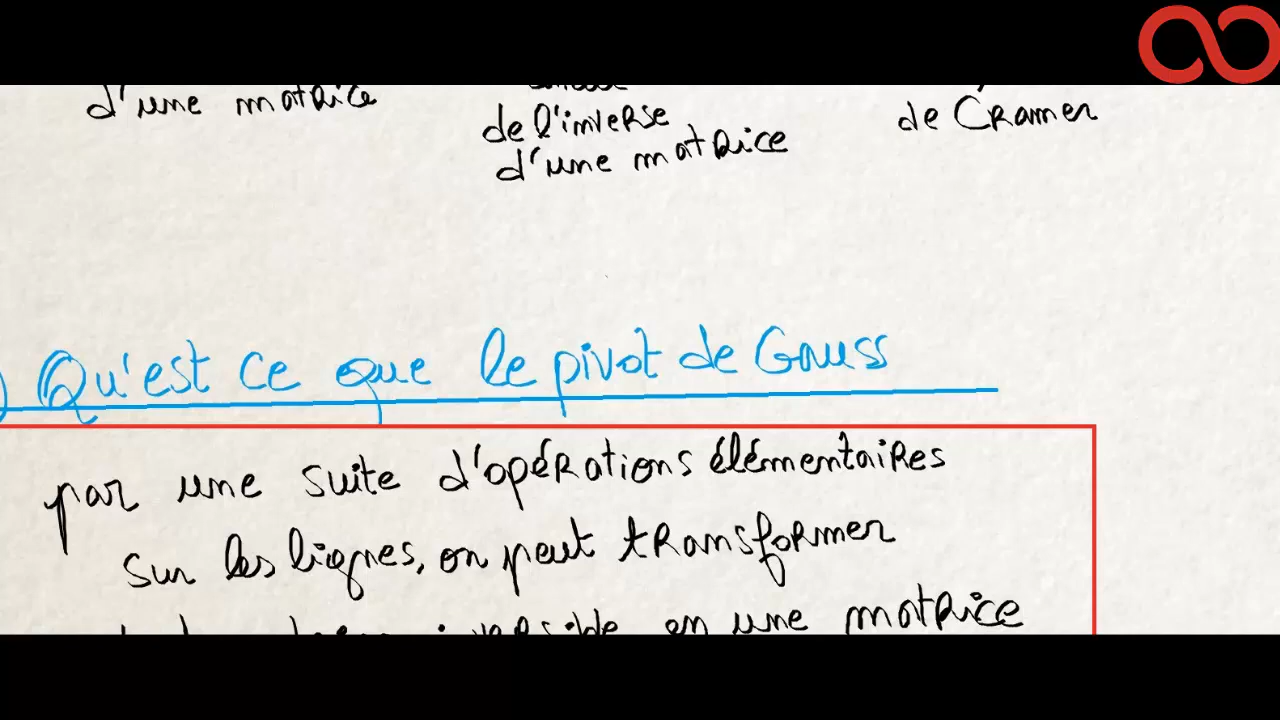 d'une matrice
de l'inverse
d'une matrice
de Cramer
) Qu'est ce que le pivot de Gauss
par une suite d'opérations élémentaires
sur les lignes, on peut transformer
en une matrice